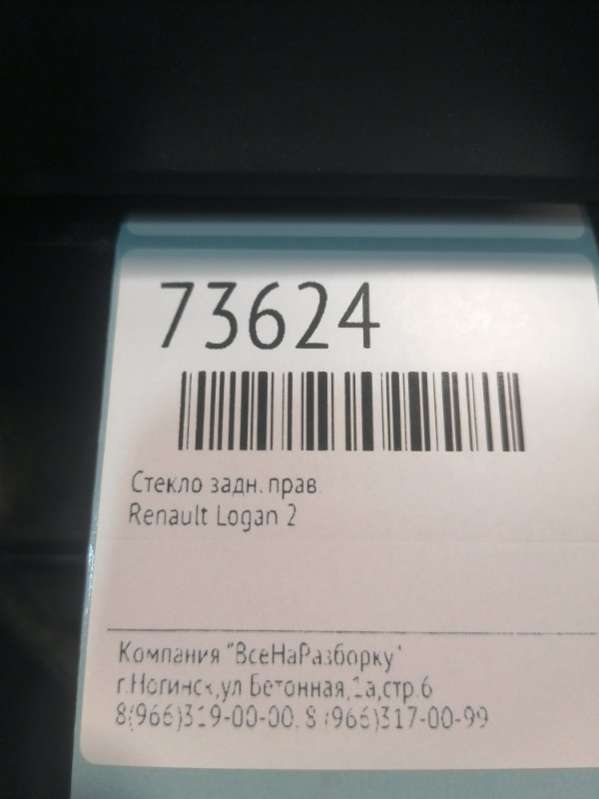 73624
Стекло задн. прав.
Renault Logan 2
Компания "ВсеНаРазборку"
г.Ногинск,ул Бетонная,1а,стр.6
8(966)319-00-00, 8 (966)317-00-99